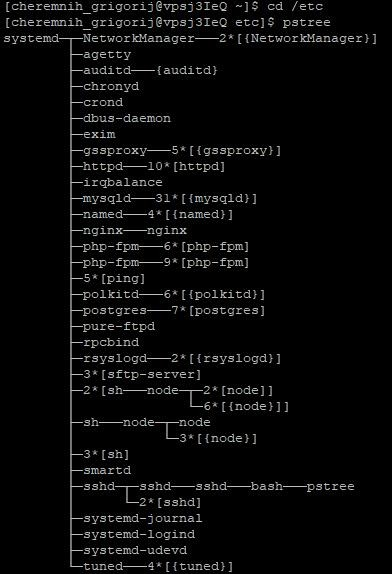 [cheremnih_grigorij@vpsj3IeQ ~]$ cd /etc
[cheremnih_grigorij@vpsj3IeQ etc]$ pstree
systemd─┬─NetworkManager───2*[{NetworkManager}]
        ├─agetty
        ├─auditd───{auditd}
        ├─chronyd
        ├─crond
        ├─dbus-daemon
        ├─exim
        ├─gssproxy───5*[{gssproxy}]
        ├─httpd───10*[httpd]
        ├─irqbalance
        ├─mysqld───31*[{mysqld}]
        ├─named───4*[{named}]
        ├─nginx───nginx
        ├─php-fpm───6*[php-fpm]
        ├─php-fpm───9*[php-fpm]
        ├─5*[ping]
        ├─polkitd───6*[{polkitd}]
        ├─postgres───7*[postgres]
        ├─pure-ftpd
        ├─rpcbind
        ├─rsyslogd───2*[{rsyslogd}]
        ├─3*[sftp-server]
        ├─2*[sh───node─┬─2*[node]]
        │              └─6*[{node}]]
        ├─sh───node─┬─node
        │           └─3*[{node}]
        ├─3*[sh]
        ├─smartd
        ├─sshd─┬─sshd───sshd───bash───pstree
        │      └─2*[sshd]
        ├─systemd-journal
        ├─systemd-logind
        ├─systemd-udevd
        └─tuned───4*[{tuned}]